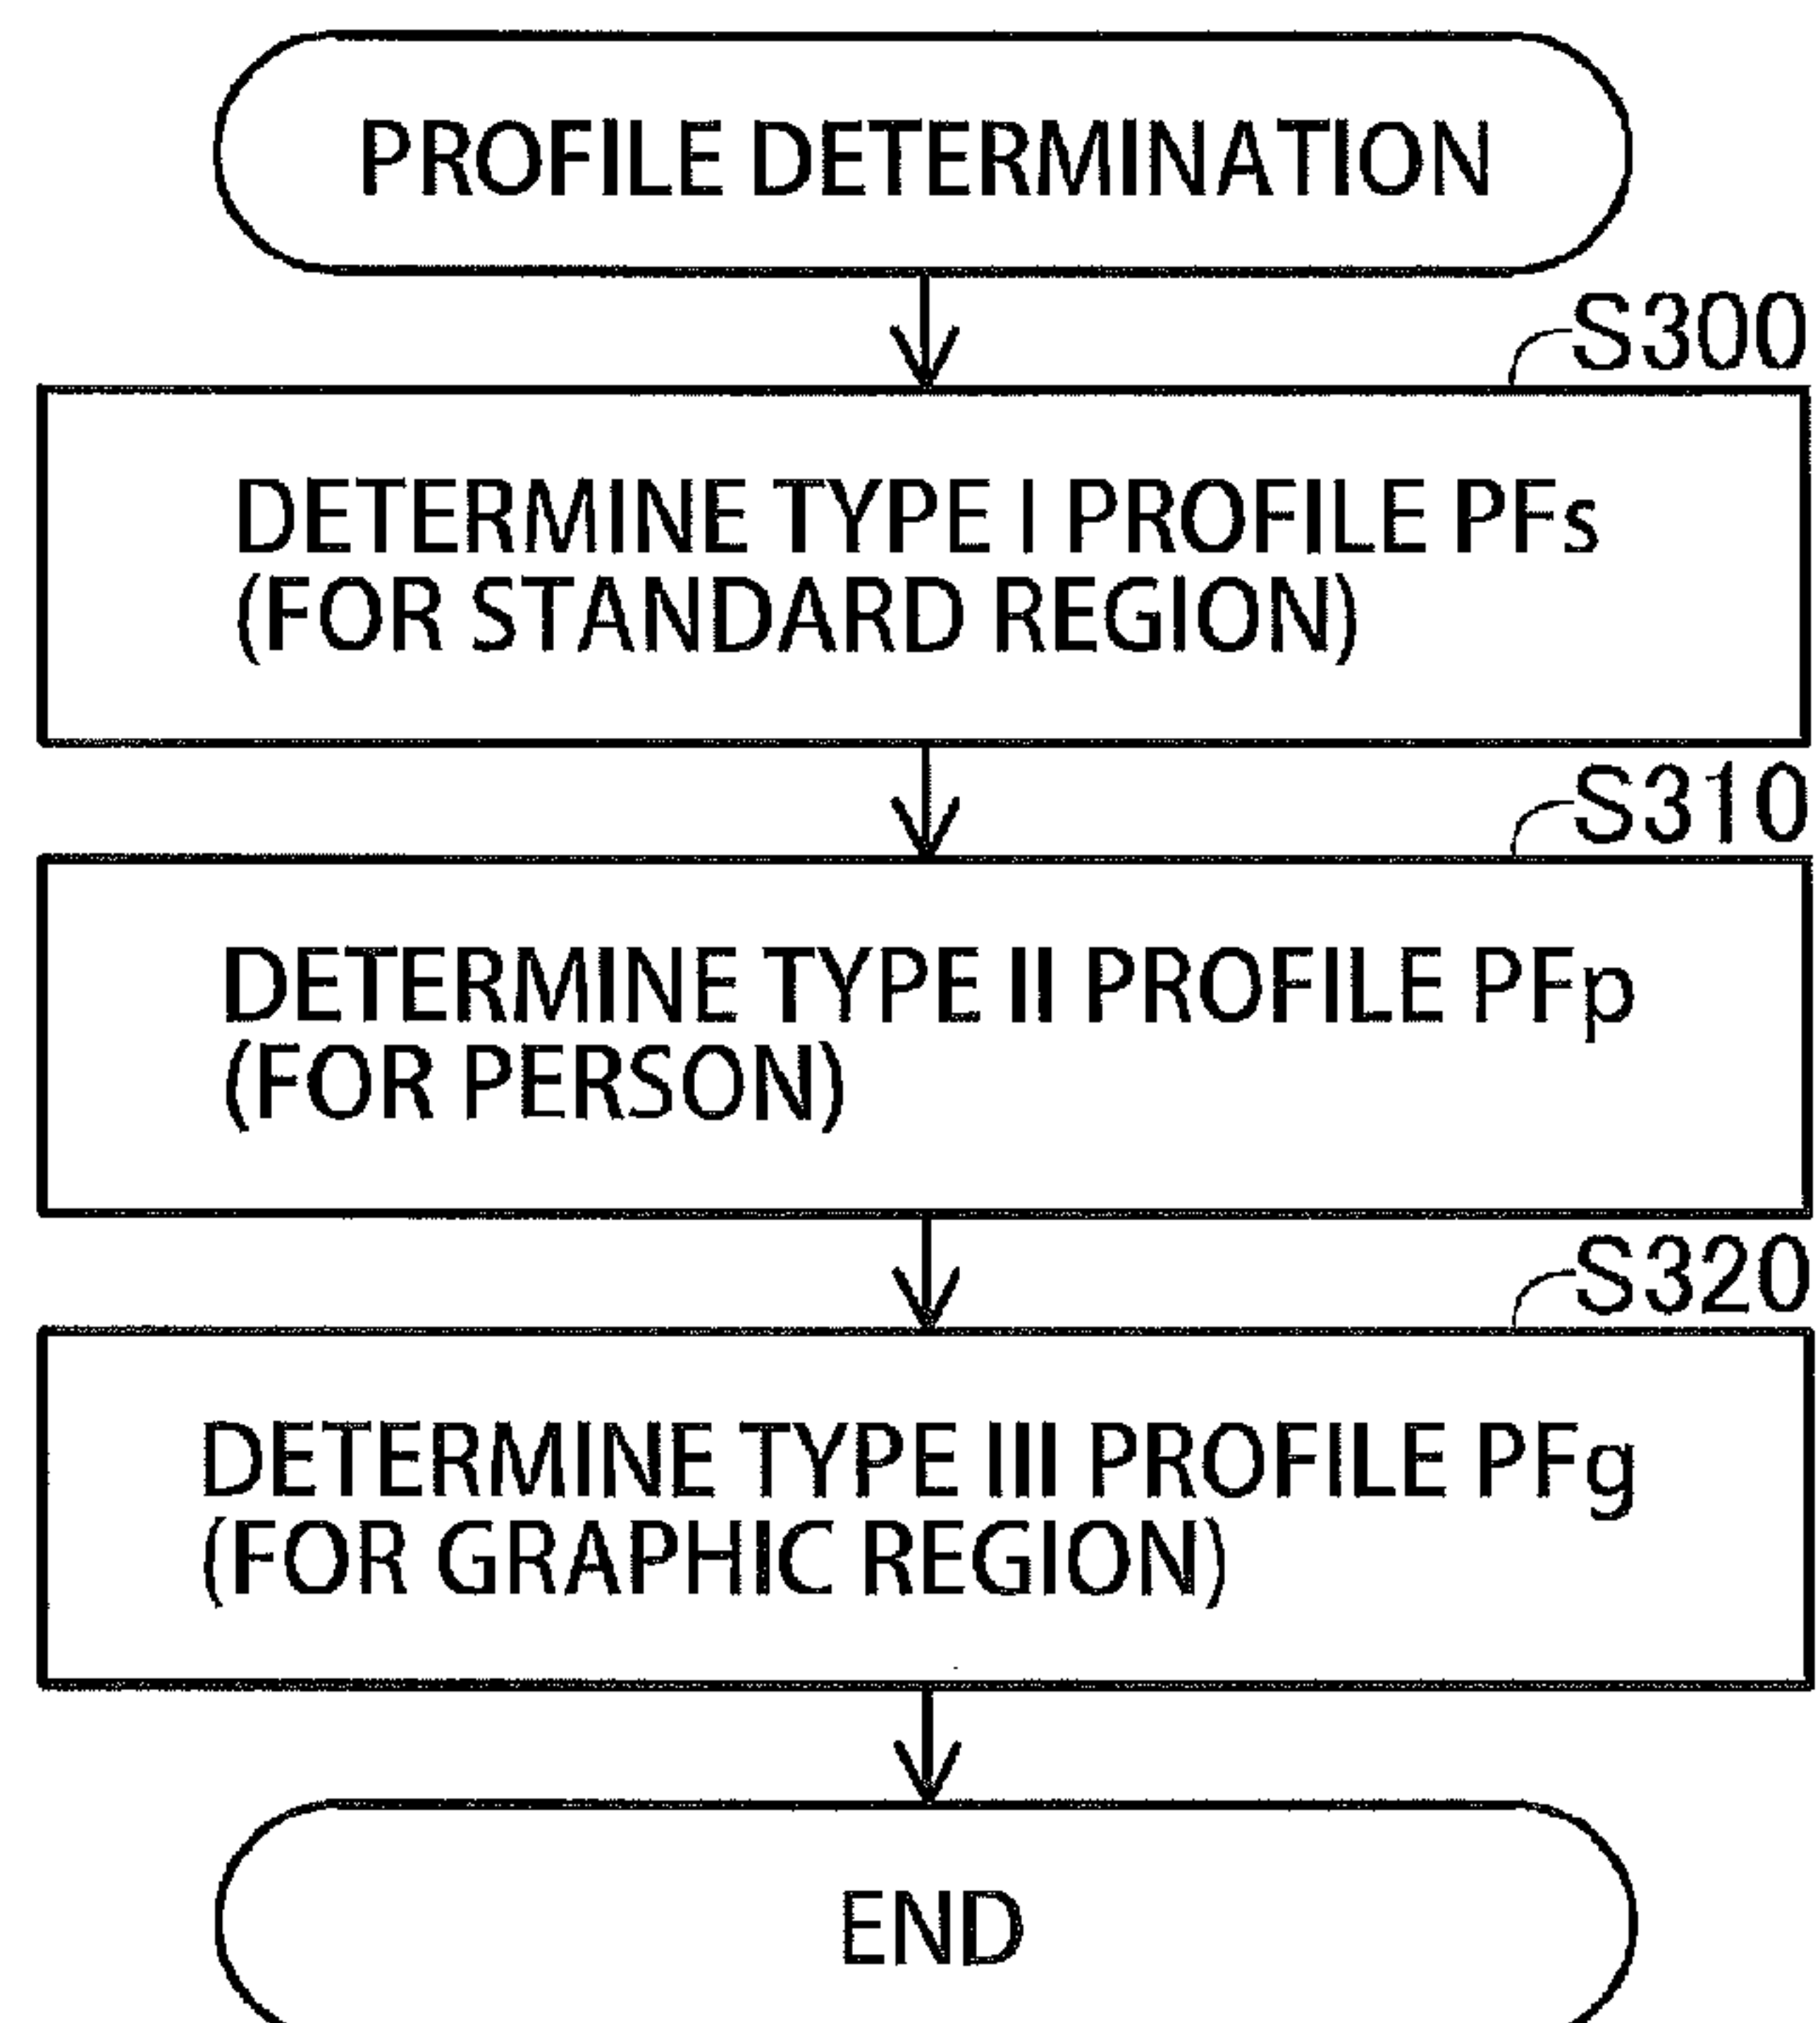 PROFILE DETERMINATION
S300
DETERMINE TYPE I PROFILE PFs
(FOR STANDARD REGION)
S310
DETERMINE TYPE II PROFILE PFp
(FOR PERSON)
S320
DETERMINE TYPE III PROFILE PFg
(FOR GRAPHIC REGION)
END